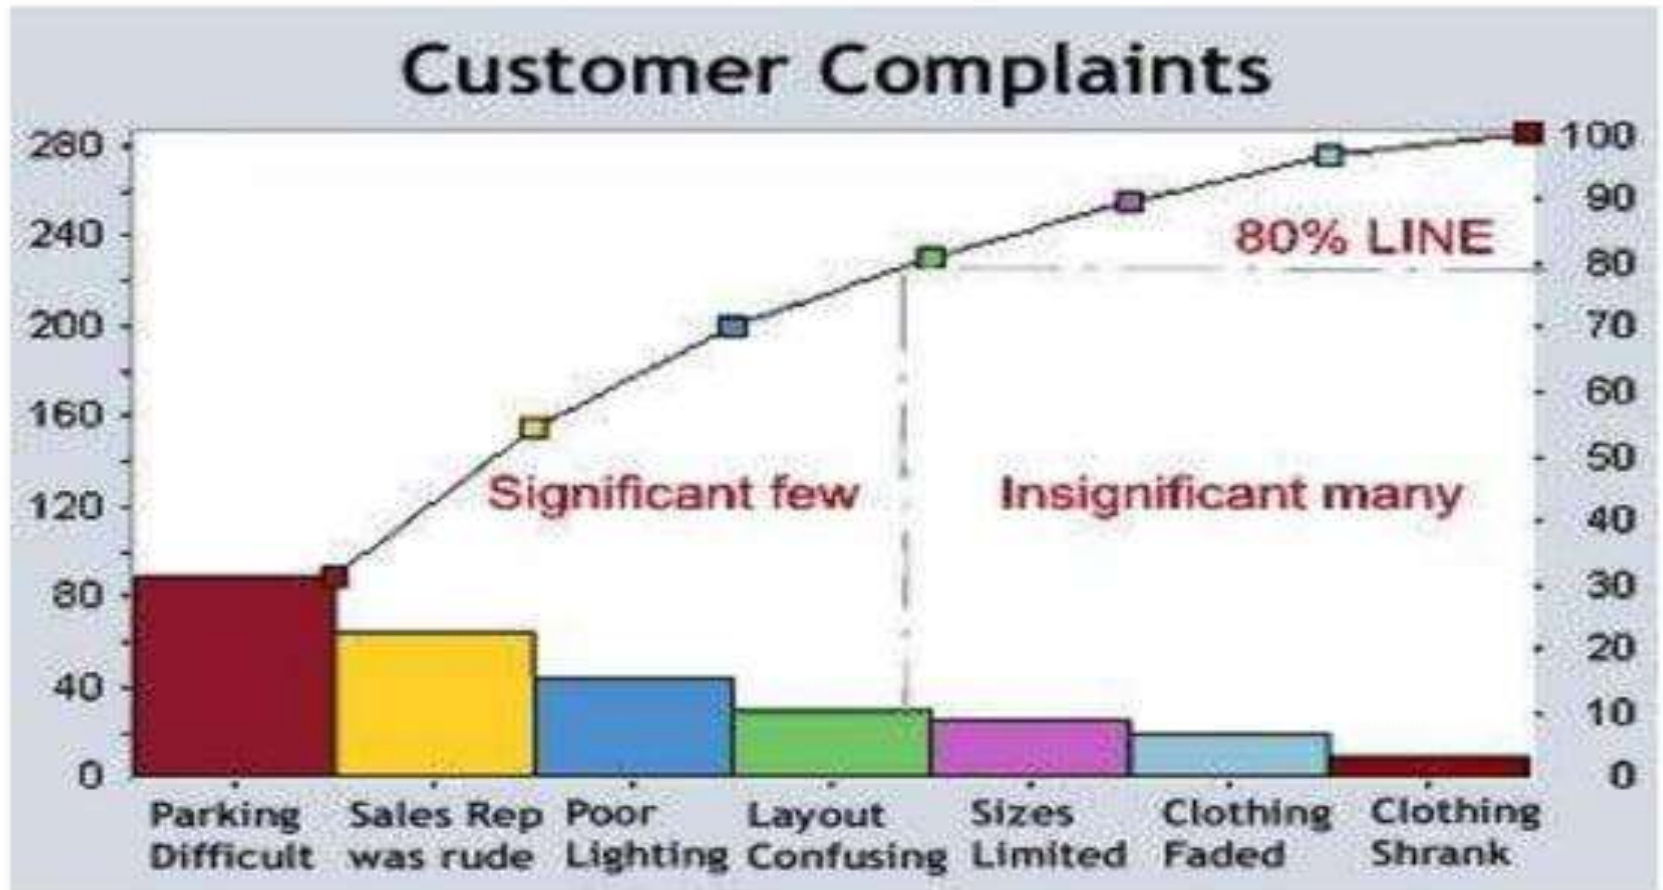 Customer Complaints
280
240
200
160
120
80
40
0
100
90
80
70
60
50
40
30
20
10
0
80% LINE
Significant few
Insignificant many
Parking Difficult
Sales Rep was rude
Poor Lighting
Layout Confusing
Sizes Limited
Clothing Faded
Clothing Shrank